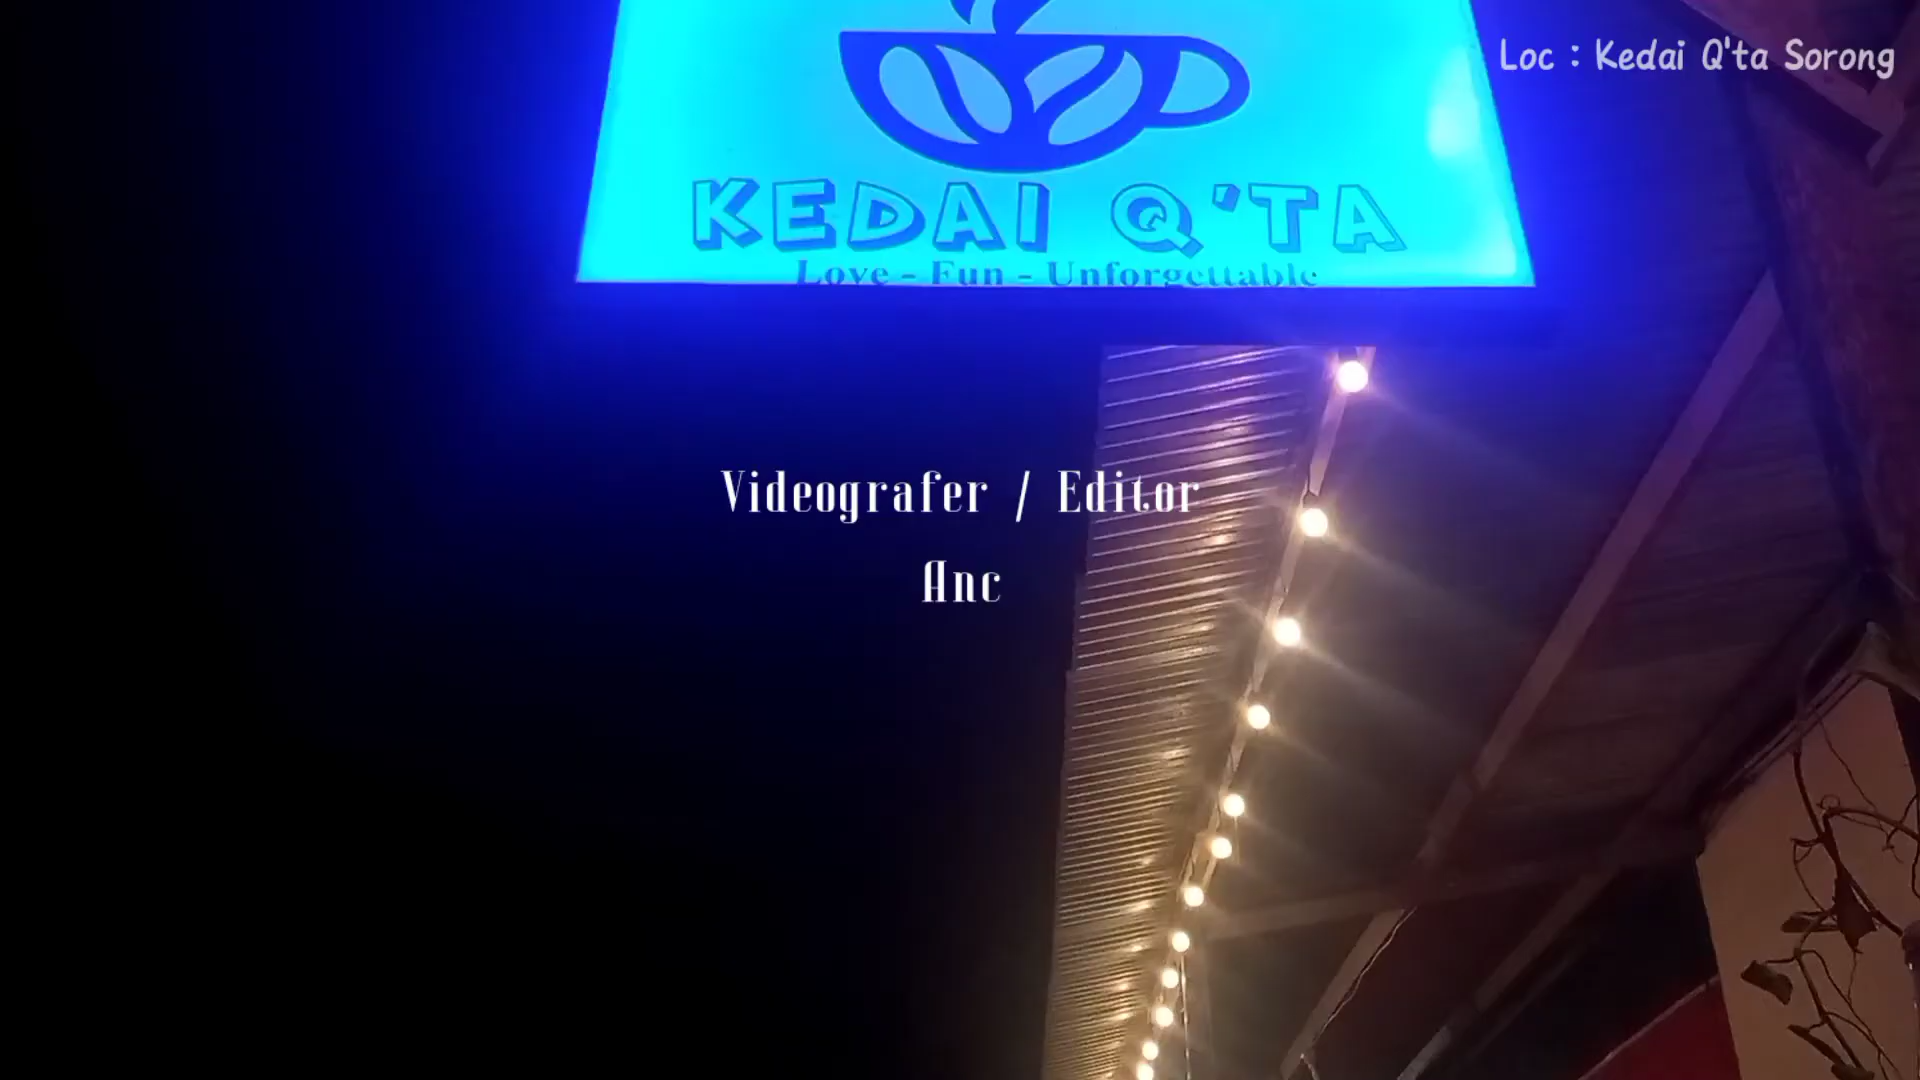 Loc : Kedai Q'ta Sorong
KEDAI Q'TA
Love - Fun - Unforgettable
Videografer / Editor
Anc